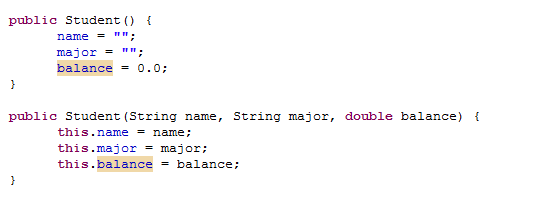 public Student() {
name = "";
major = "";
balance = 0.0;
}
public Student(String name, String major, double balance) {
this.name = name;
this.major = major;
this.balance = balance;
}